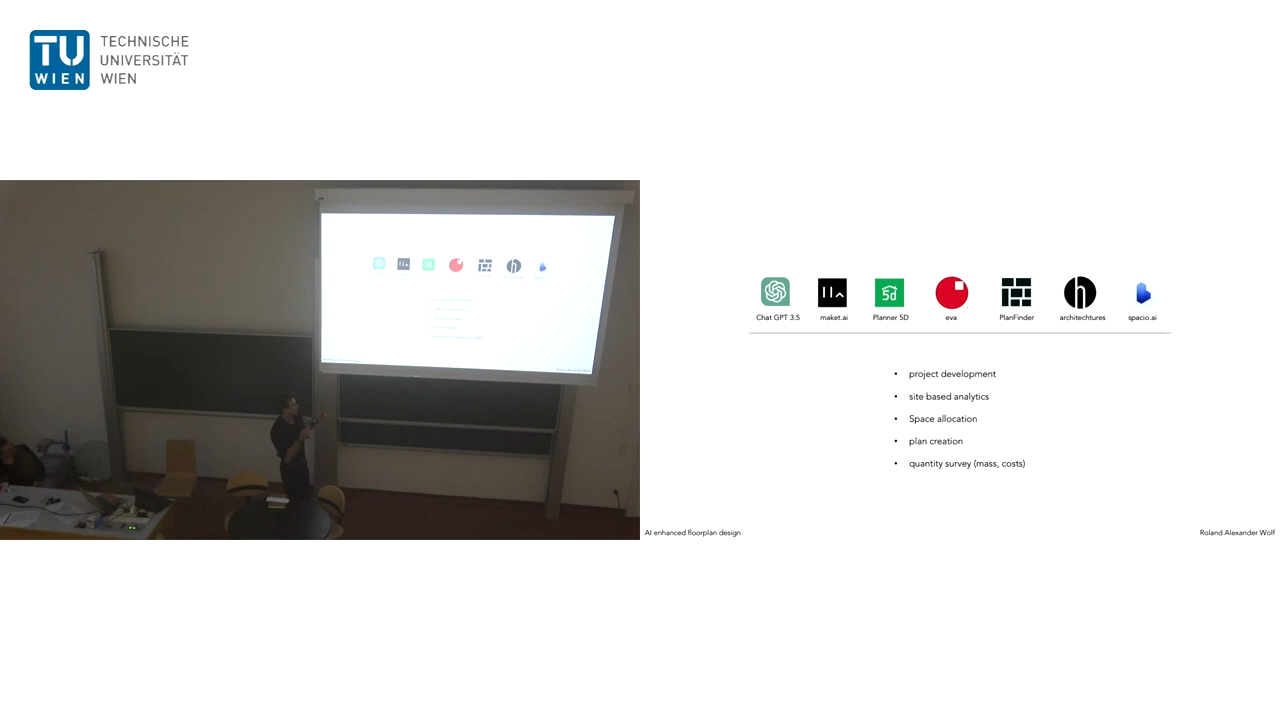 TU
WIEN
TECHNISCHE
UNIVERSITÄT
WIEN
5d
Chat GPT 3.5
maket.ai
Planner 5D
eva
PlanFinder
architechtures
spacio.ai
• project development
• site based analytics
• Space allocation
• plan creation
• quantity survey (mass, costs)
AI enhanced floorplan design
Roland Alexander Wolf